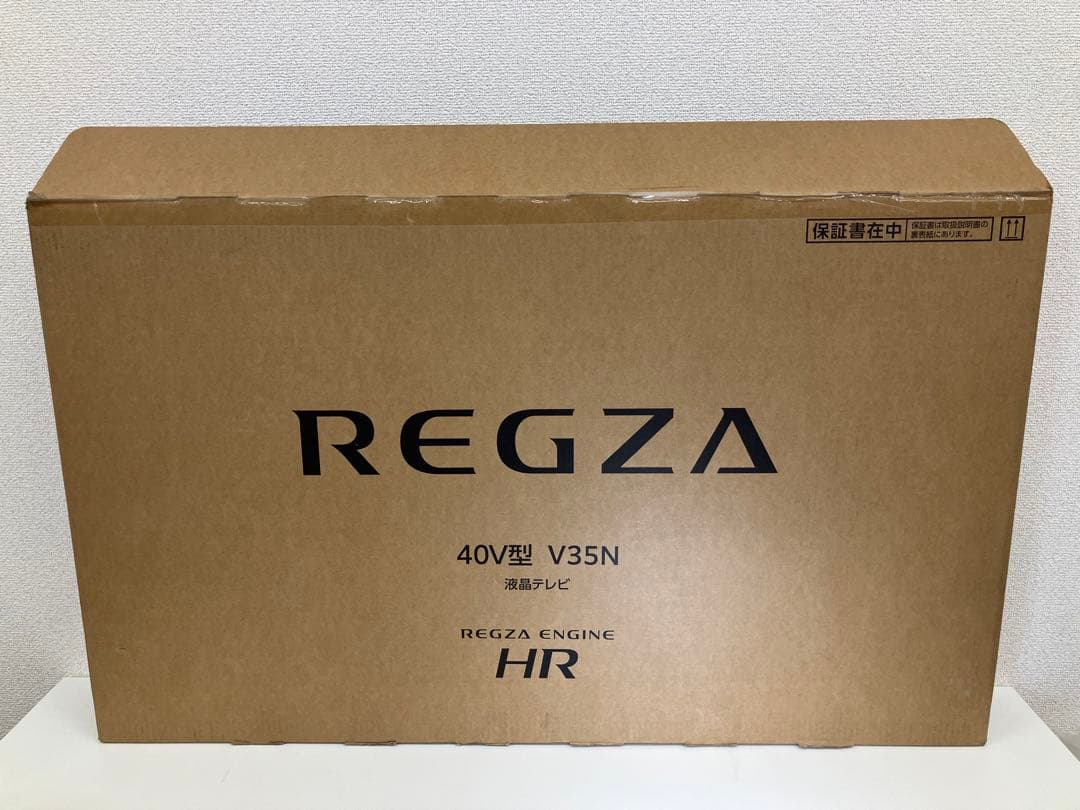 保証書在中
保証書は取扱説明書の
裏表紙にあります。
REGZA
40V型 V35N
液晶テレビ
REGZA ENGINE
HR